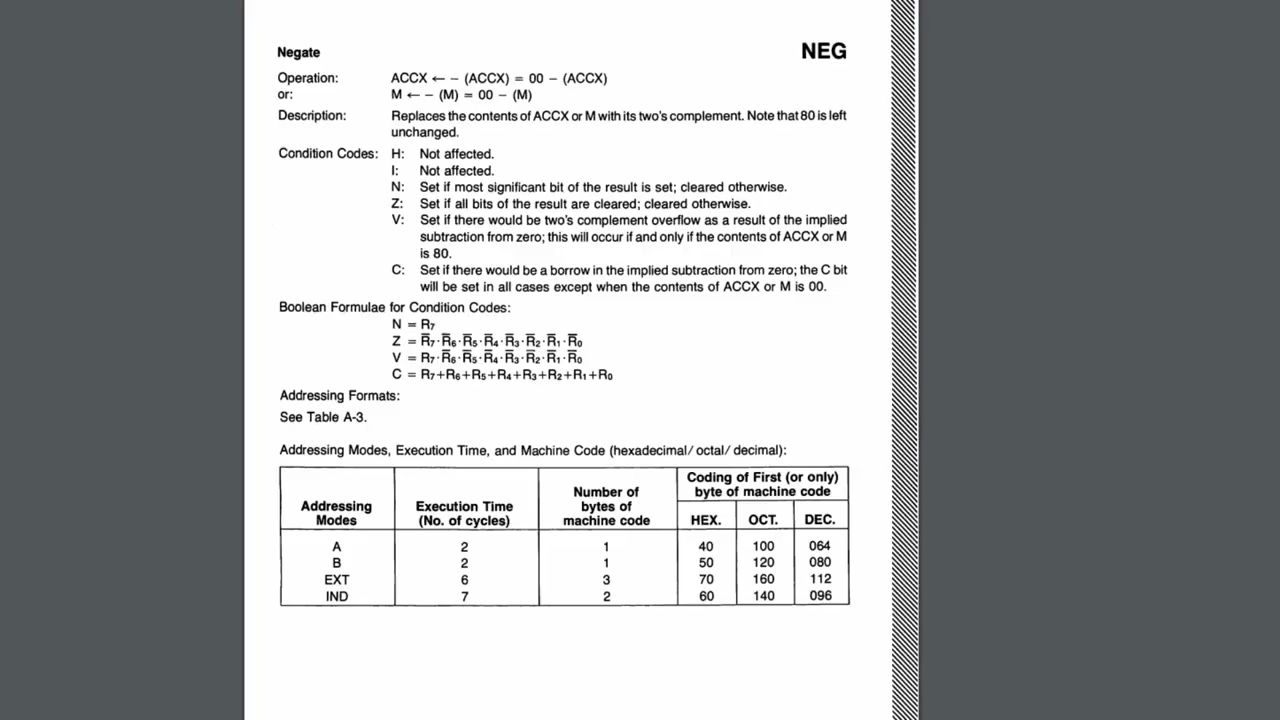 Negate NEG
Operation: ACCX ← − (ACCX) = 00 − (ACCX)
or: M ← − (M) = 00 − (M)
Description: Replaces the contents of ACCX or M with its two's complement. Note that 80 is left
unchanged.
Condition Codes: H: Not affected.
I: Not affected.
N: Set if most significant bit of the result is set; cleared otherwise.
Z: Set if all bits of the result are cleared; cleared otherwise.
V: Set if there would be two's complement overflow as a result of the implied
subtraction from zero; this will occur if and only if the contents of ACCX or M
is 80.
C: Set if there would be a borrow in the implied subtraction from zero; the C bit
will be set in all cases except when the contents of ACCX or M is 00.
Boolean Formulae for Condition Codes:
N = R₇
Z = R̅₇·R̅₆·R̅₅·R̅₄·R̅₃·R̅₂·R̅₁·R̅₀
V = R₇·R̅₆·R̅₅·R̅₄·R̅₃·R̅₂·R̅₁·R̅₀
C = R₇+R₆+R₅+R₄+R₃+R₂+R₁+R₀
Addressing Formats:
See Table A-3.
Addressing Modes, Execution Time, and Machine Code (hexadecimal/ octal/ decimal):
Coding of First (or only)
byte of machine code
Addressing
Modes
Execution Time
(No. of cycles)
Number of
bytes of
machine code
HEX. OCT. DEC.
A 2 1 40 100 064
B 2 1 50 120 080
EXT 6 3 70 160 112
IND 7 2 60 140 096